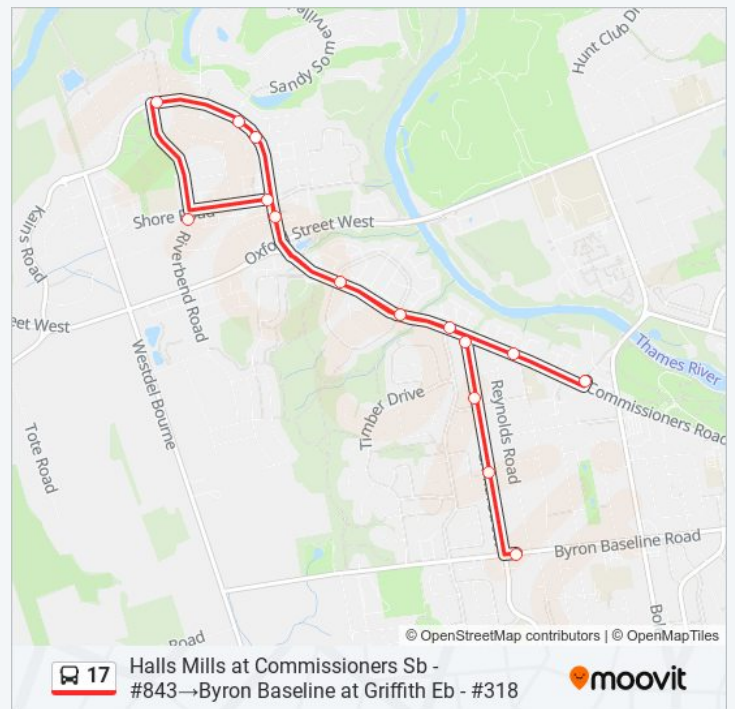 Hunt Club Dr
Sandy Somerville
Kains Road
Shore Road
Oxford Street West
Riverbend Road
eet West
Westdel Bourne
Thames River
Commissioners Road
Timber Drive
Reynolds Road
Tote Road
Byron Baseline Road
Bol
Road
© OpenStreetMap contributors | © OpenMapTiles
17
Halls Mills at Commissioners Sb -
#843→Byron Baseline at Griffith Eb - #318
moovit